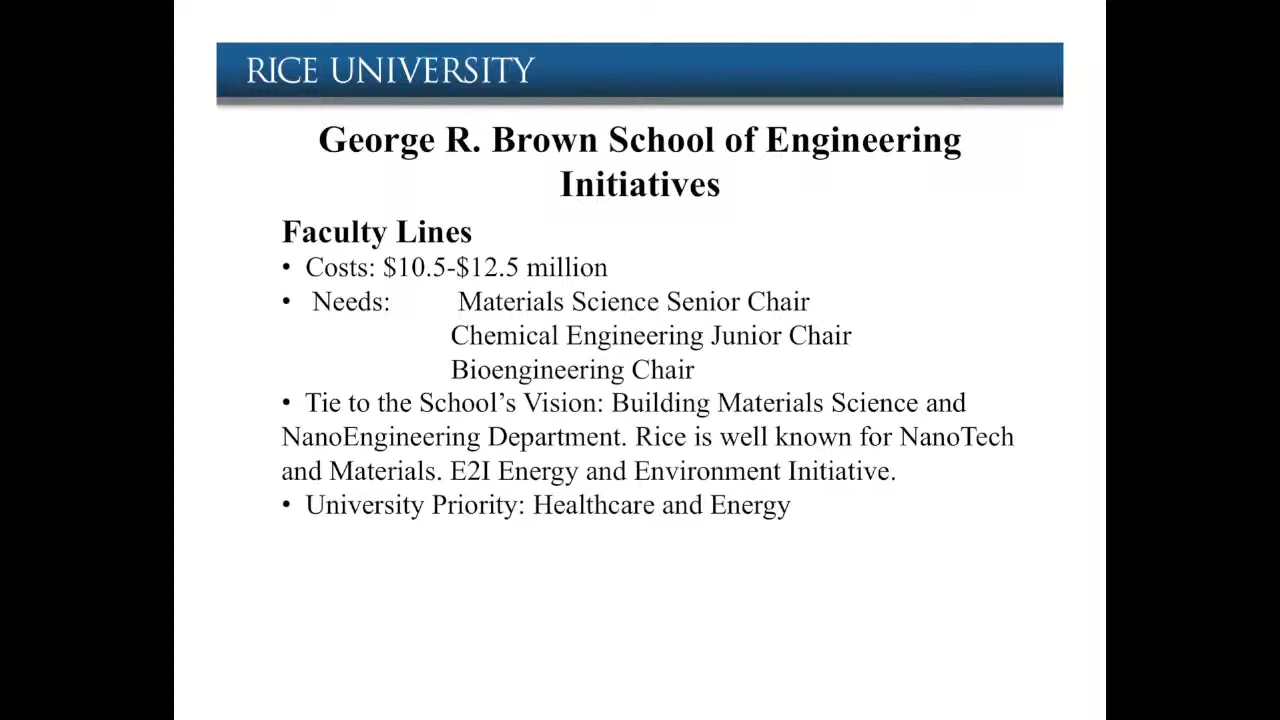 RICE UNIVERSITY
George R. Brown School of Engineering
Initiatives
Faculty Lines
• Costs: $10.5-$12.5 million
• Needs: Materials Science Senior Chair
Chemical Engineering Junior Chair
Bioengineering Chair
• Tie to the School’s Vision: Building Materials Science and
NanoEngineering Department. Rice is well known for NanoTech
and Materials. E2I Energy and Environment Initiative.
• University Priority: Healthcare and Energy